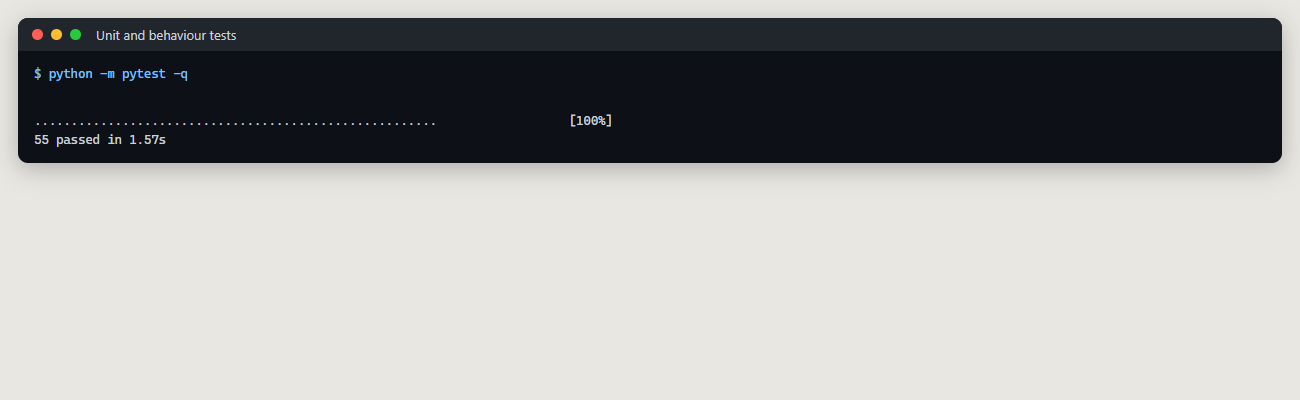 Unit and behaviour tests
$ python -m pytest -q
....................................................... [100%]
55 passed in 1.57s